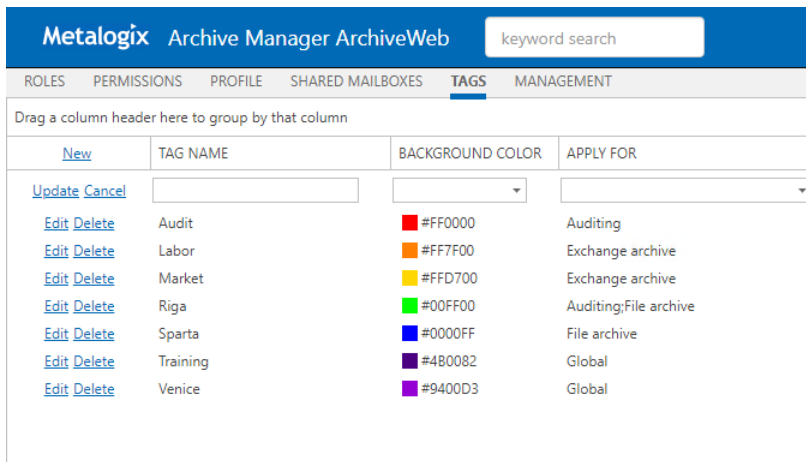 Metalogix Archive Manager ArchiveWeb keyword search
ROLES PERMISSIONS PROFILE SHARED MAILBOXES TAGS MANAGEMENT
Drag a column header here to group by that column
New TAG NAME BACKGROUND COLOR APPLY FOR
Update Cancel
Edit Delete Audit #FF0000 Auditing
Edit Delete Labor #FF7F00 Exchange archive
Edit Delete Market #FFD700 Exchange archive
Edit Delete Riga #00FF00 Auditing;File archive
Edit Delete Sparta #0000FF File archive
Edit Delete Training #4B0082 Global
Edit Delete Venice #9400D3 Global